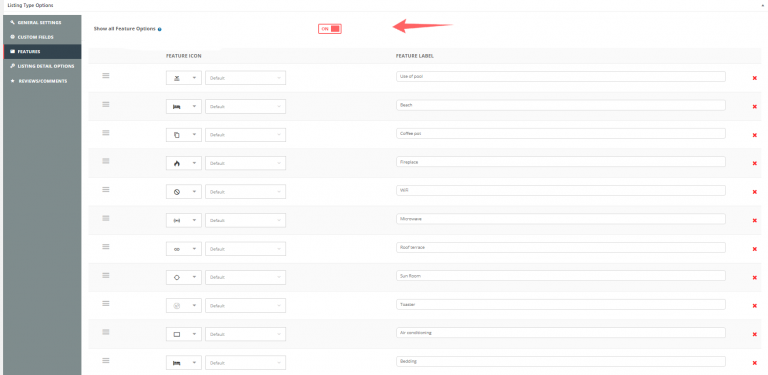 Listing Type Options
GENERAL SETTINGS
CUSTOM FIELDS
FEATURES
LISTING DETAIL OPTIONS
REVIEWS/COMMENTS
Show all Feature Options
ON
FEATURE ICON FEATURE LABEL
Default Use of pool
Default Beach
Default Coffee pot
Default Fireplace
Default Wifi
Default Microwave
Default Roof terrace
Default Sun Room
Default Toaster
Default Air conditioning
Default Bedding